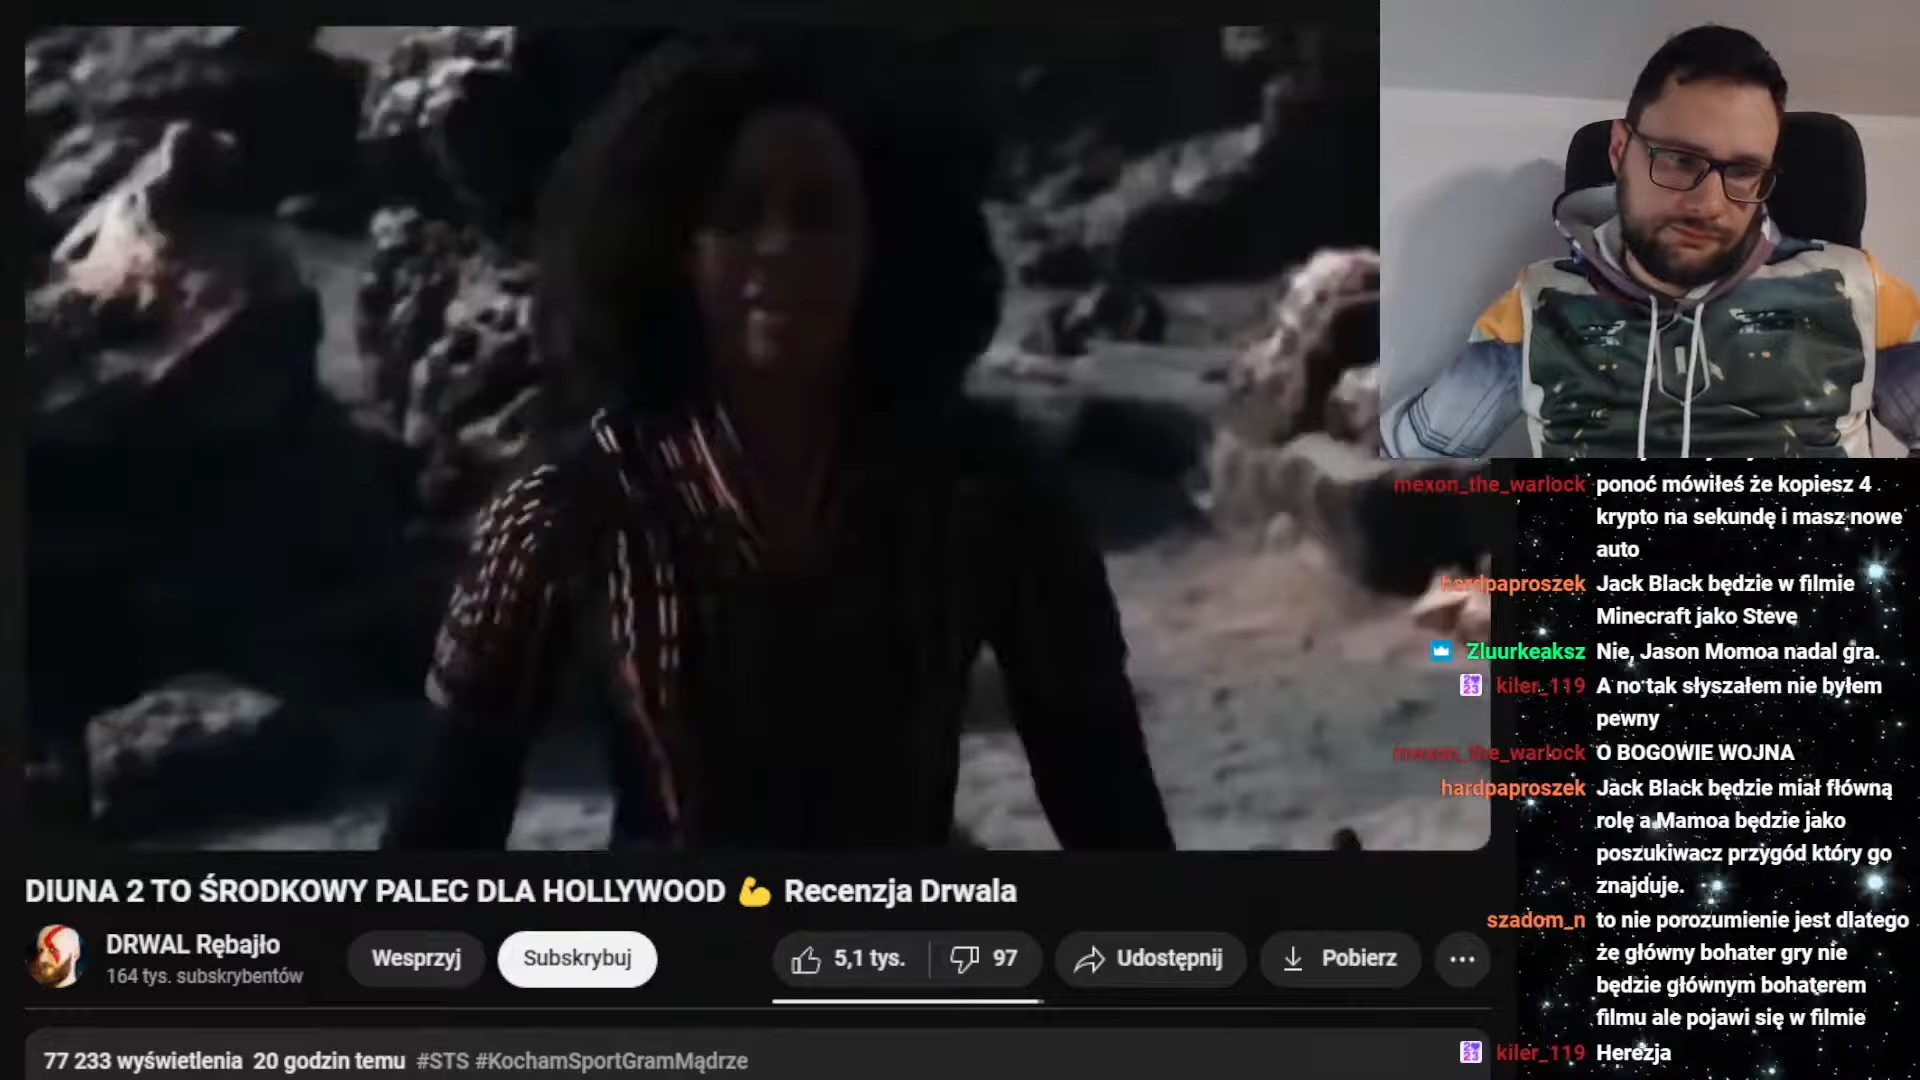 DIUNA 2 TO ŚRODKOWY PALEC DLA HOLLYWOOD 💪 Recenzja Drwala
DRWAL Rębajło
164 tys. subskrybentów
Wesprzyj
Subskrybuj
5,1 tys.
97
Udostępnij
Pobierz
77 233 wyświetlenia 20 godzin temu #STS #KochamSportGramMądrze
mexon_the_warlock ponoć mówiłeś że kopiesz 4
krypto na sekundę i masz nowe
auto
hardpaproszek Jack Black będzie w filmie
Minecraft jako Steve
Zluurkeaksz Nie, Jason Momoa nadal gra.
kiler_119 A no tak słyszałem nie byłem
pewny
mexon_the_warlock O BOGOWIE WOJNA
hardpaproszek Jack Black będzie miał fłówną
rolę a Mamoa będzie jako
poszukiwacz przygód który go
znajduje.
szadom_n to nie porozumienie jest dlatego
że główny bohater gry nie
będzie głównym bohaterem
filmu ale pojawi się w filmie
kiler_119 Herezja